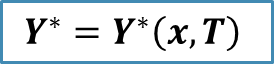 Y* = Y*(x, T)